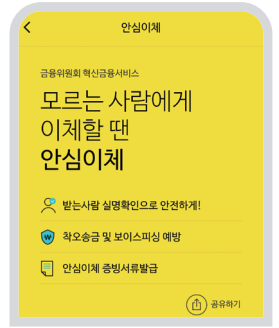 안심이체
금융위원회 혁신금융서비스
모르는 사람에게
이체할 땐
안심이체
받는사람 실명확인으로 안전하게!
착오송금 및 보이스피싱 예방
안심이체 증빙서류발급
공유하기